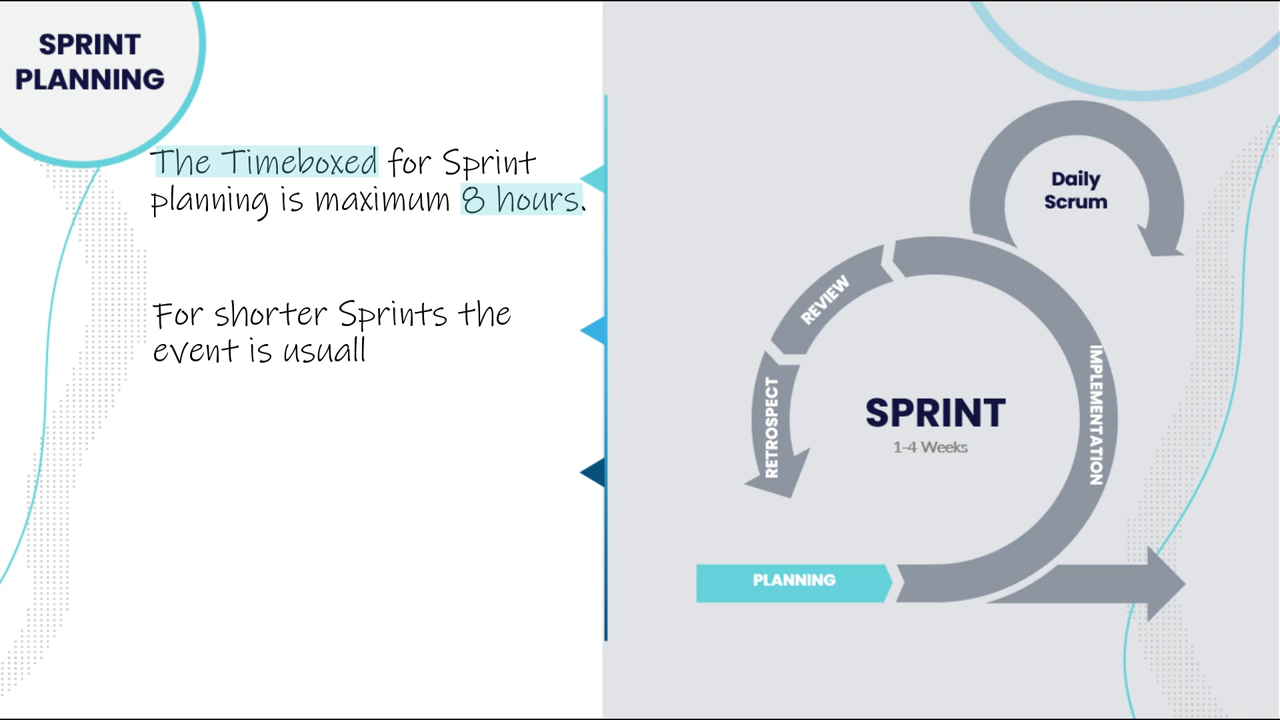 SPRINT
PLANNING
The Timeboxed for Sprint
planning is maximum 8 hours.
For shorter Sprints the
event is usuall
Daily
Scrum
REVIEW
RETROSPECT
IMPLEMENTATION
SPRINT
1-4 Weeks
PLANNING